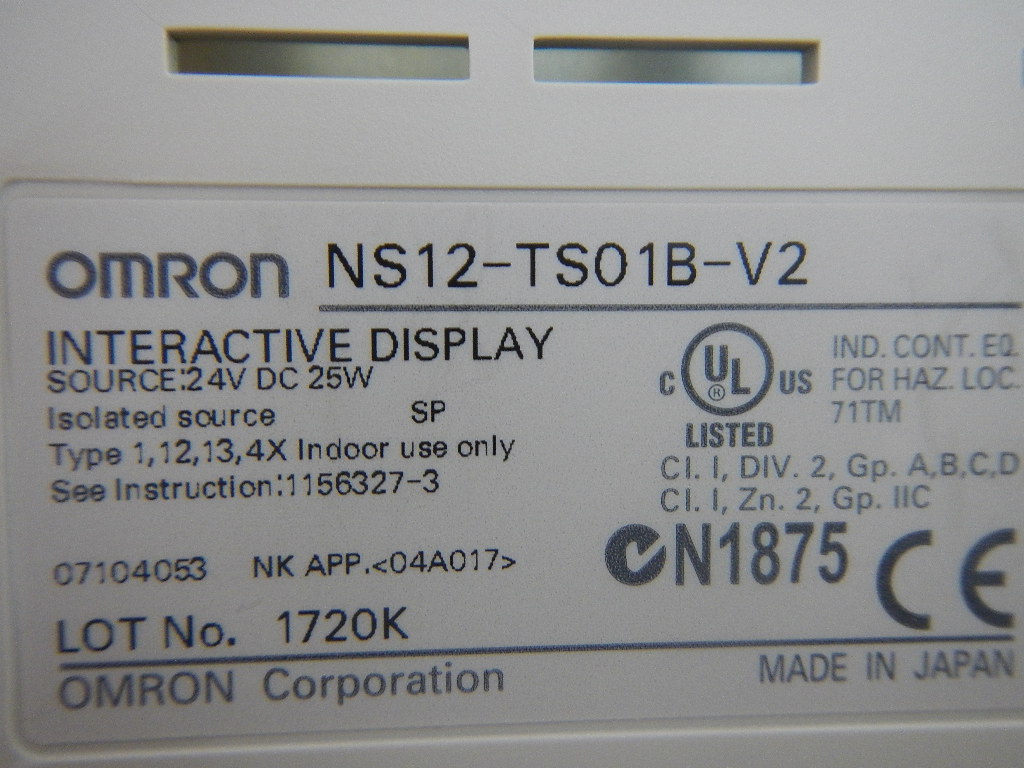 OMRON NS12-TS01B-V2
INTERACTIVE DISPLAY
SOURCE:24V DC 25W
Isolated source SP
Type 1,12,13,4X Indoor use only
See Instruction:1156327-3
C UL ® US
LISTED
IND. CONT. EQ.
FOR HAZ. LOC.
71TM
Cl. I, DIV. 2, Gp. A,B,C,D
Cl. I, Zn. 2, Gp. IIC
N1875 CE
07104053 NK APP.<04A017>
LOT No. 1720K
OMRON Corporation
MADE IN JAPAN